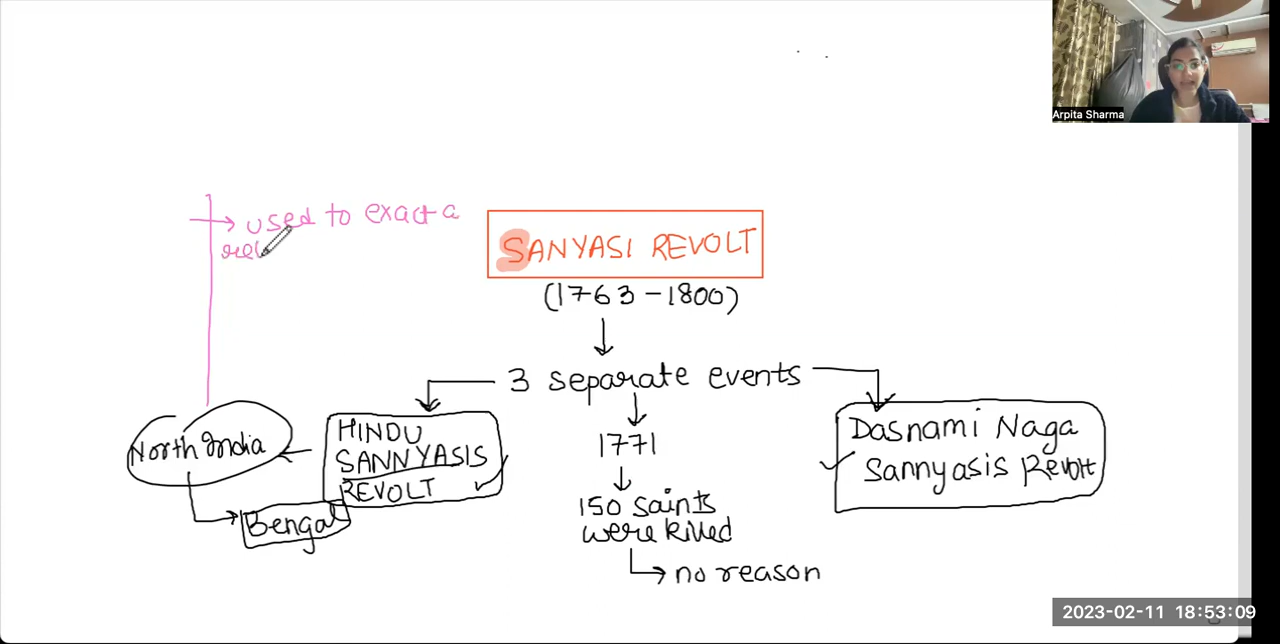 Arpita Sharma
→ used to exact a
rel
SANYASI REVOLT
(1763-1800)
3 separate events
HINDU
SANNYASIS
REVOLT
North India
Bengal
1771
150 saints
were killed
→ no reason
Dasnami Naga
Sannyasis Revolt
2023-02-11 18:53:09